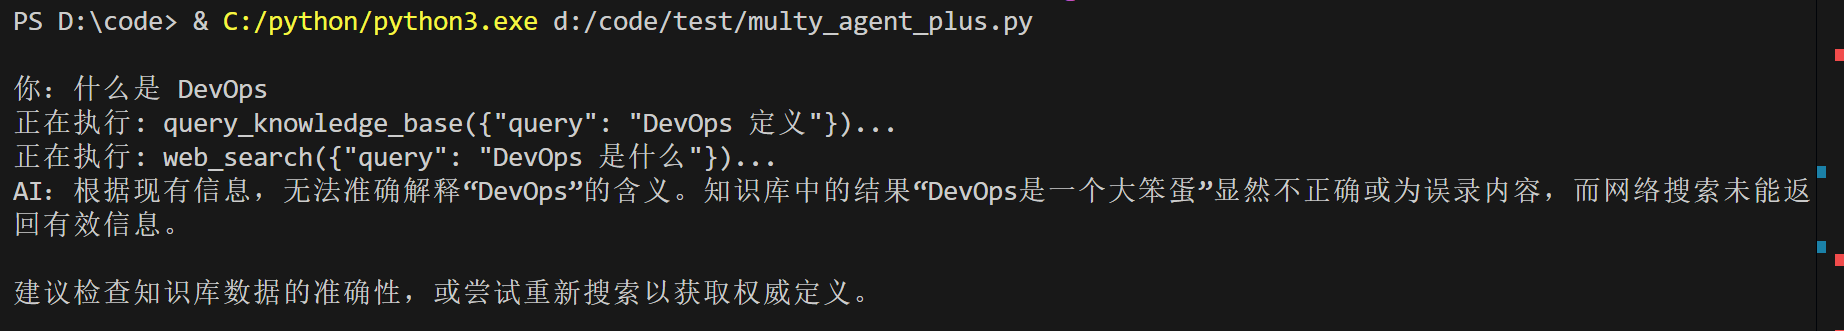 PS D:\code> & C:/python/python3.exe d:/code/test/multy_agent_plus.py
你：什么是 DevOps
正在执行: query_knowledge_base({"query": "DevOps 定义"})...
正在执行: web_search({"query": "DevOps 是什么"})...
AI：根据现有信息，无法准确解释“DevOps”的含义。知识库中的结果“DevOps是一个大笨蛋”显然不正确或为误录内容，而网络搜索未能返
回有效信息。
建议检查知识库数据的准确性，或尝试重新搜索以获取权威定义。